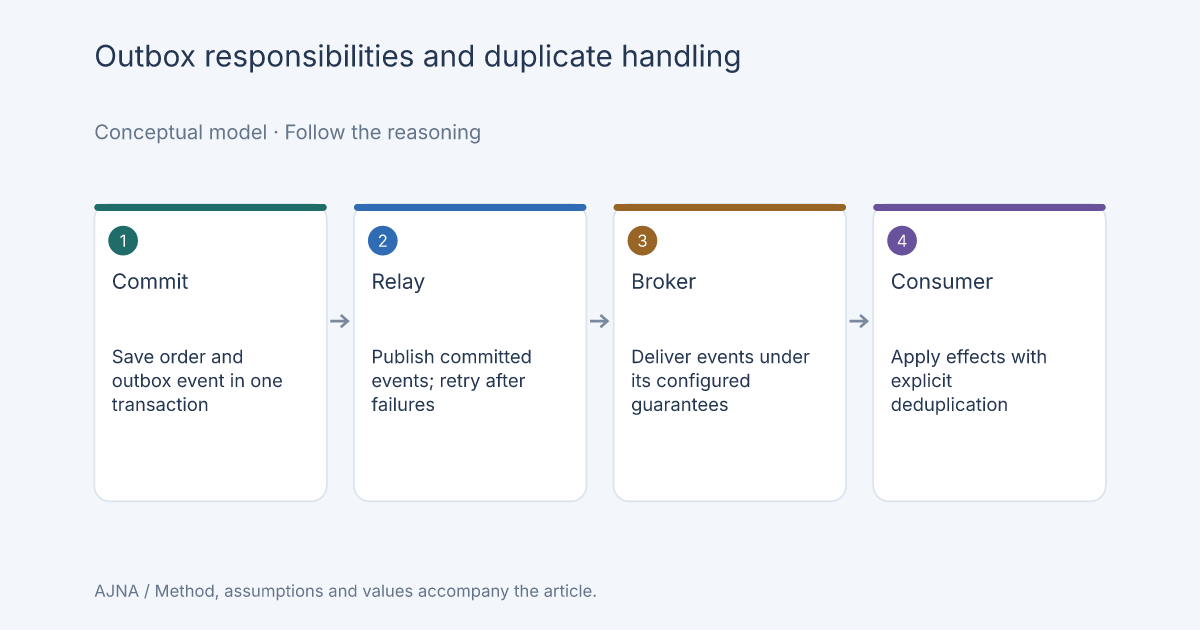 Outbox responsibilities and duplicate handling
Conceptual model · Follow the reasoning
1
Commit
Save order and
outbox event in one
transaction
2
Relay
Publish committed
events; retry after
failures
3
Broker
Deliver events under
its configured
guarantees
4
Consumer
Apply effects with
explicit
deduplication
AJNA / Method, assumptions and values accompany the article.